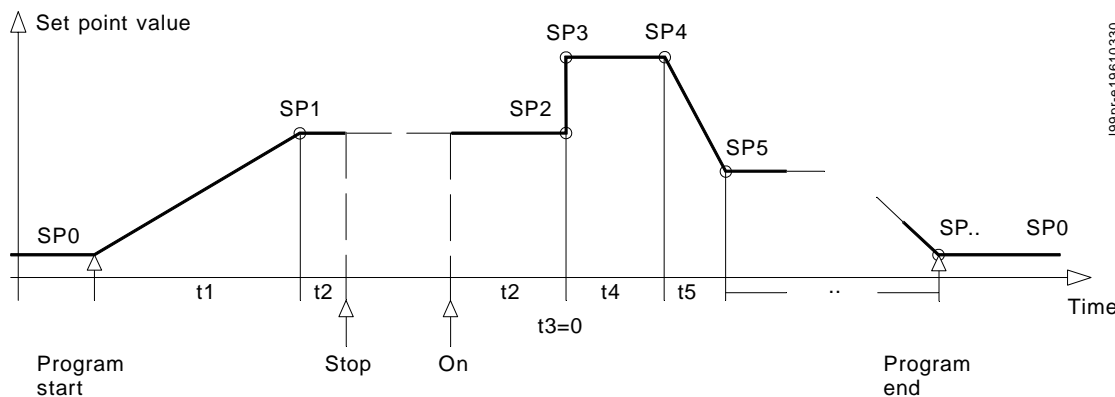 Set point value
SP3
SP4
SP1
SP2
SP5
SP0
SP..
SP0
t1
t2
t2
t4
t5
..
Time
t3=0
Program
start
Stop
On
Program
end